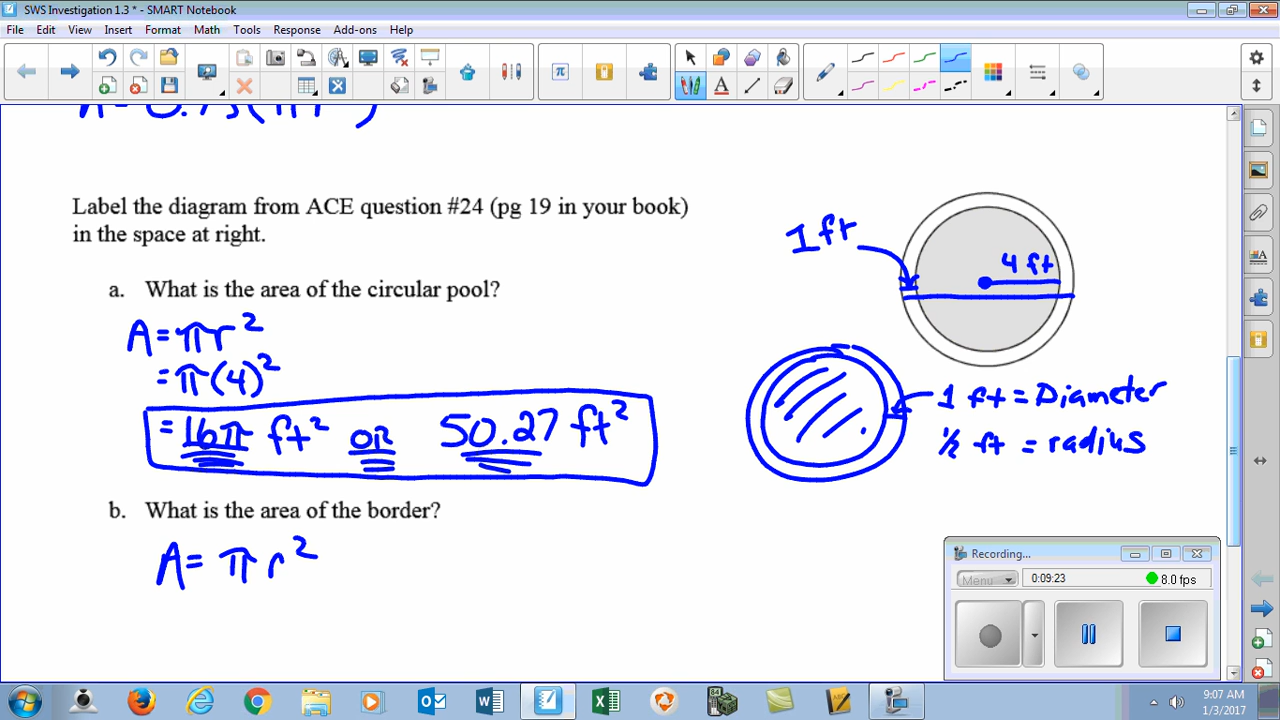 SWS Investigation 1.3 * - SMART Notebook
File Edit View Insert Format Math Tools Response Add-ons Help
Label the diagram from ACE question #24 (pg 19 in your book)
in the space at right.
1 ft
4 ft
a. What is the area of the circular pool?
A = πr²
= π(4)²
= 16π ft² OR 50.27 ft²
1 ft = Diameter
½ ft = radius
b. What is the area of the border?
A = πr²
Recording...
Menu
0:09:23
8.0 fps
9:07 AM
1/3/2017